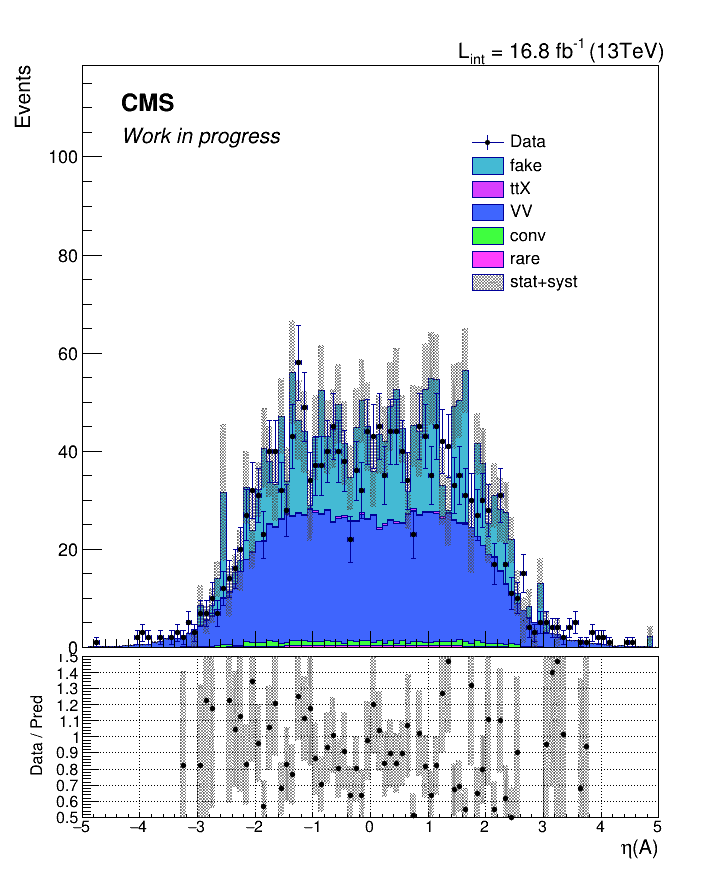 L_int = 16.8 fb^-1 (13TeV)
Events
CMS
Work in progress
Data
fake
ttX
VV
conv
rare
stat+syst
100
80
60
40
20
0
Data / Pred
1.5
1.4
1.3
1.2
1.1
1
0.9
0.8
0.7
0.6
0.5
−5 −4 −3 −2 −1 0 1 2 3 4 5
η(A)